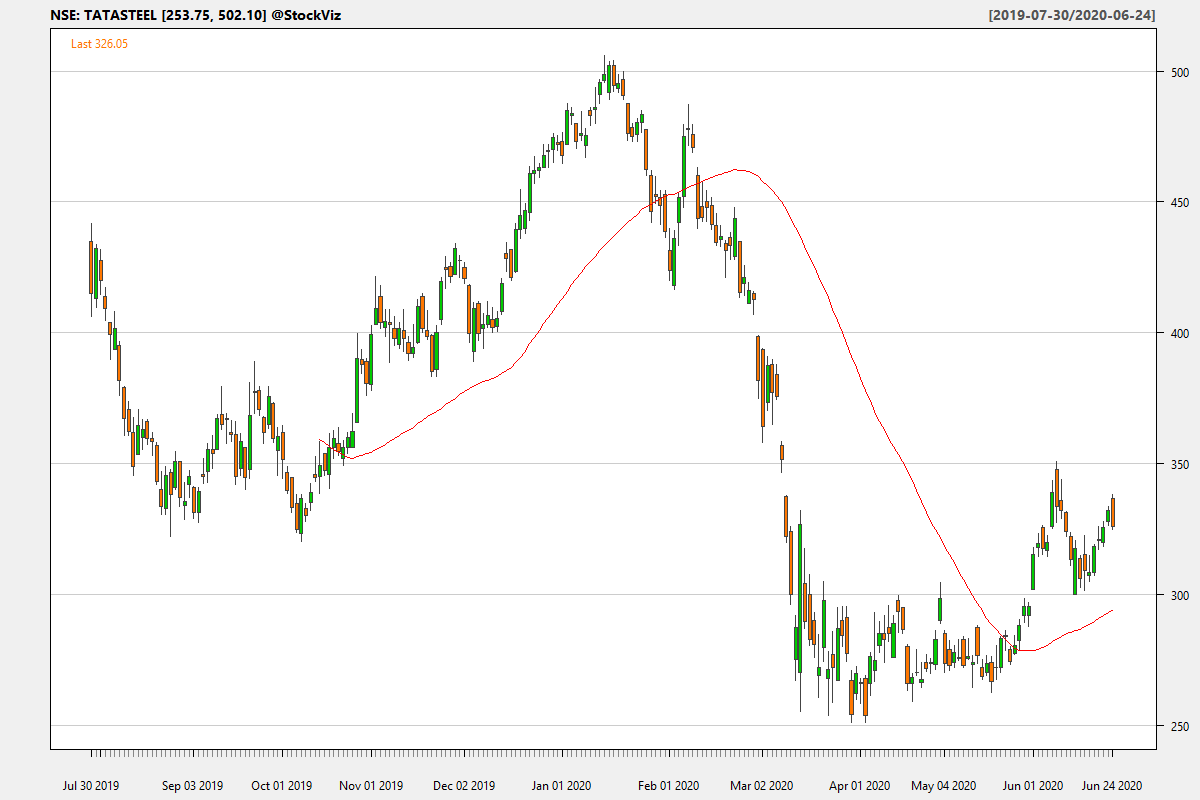 NSE: TATASTEEL [253.75, 502.10] @StockViz [2019-07-30/2020-06-24]
Last 326.05
500
450
400
350
300
250
Jul 30 2019 Sep 03 2019 Oct 01 2019 Nov 01 2019 Dec 02 2019 Jan 01 2020 Feb 01 2020 Mar 02 2020 Apr 01 2020 May 04 2020 Jun 01 2020 Jun 24 2020